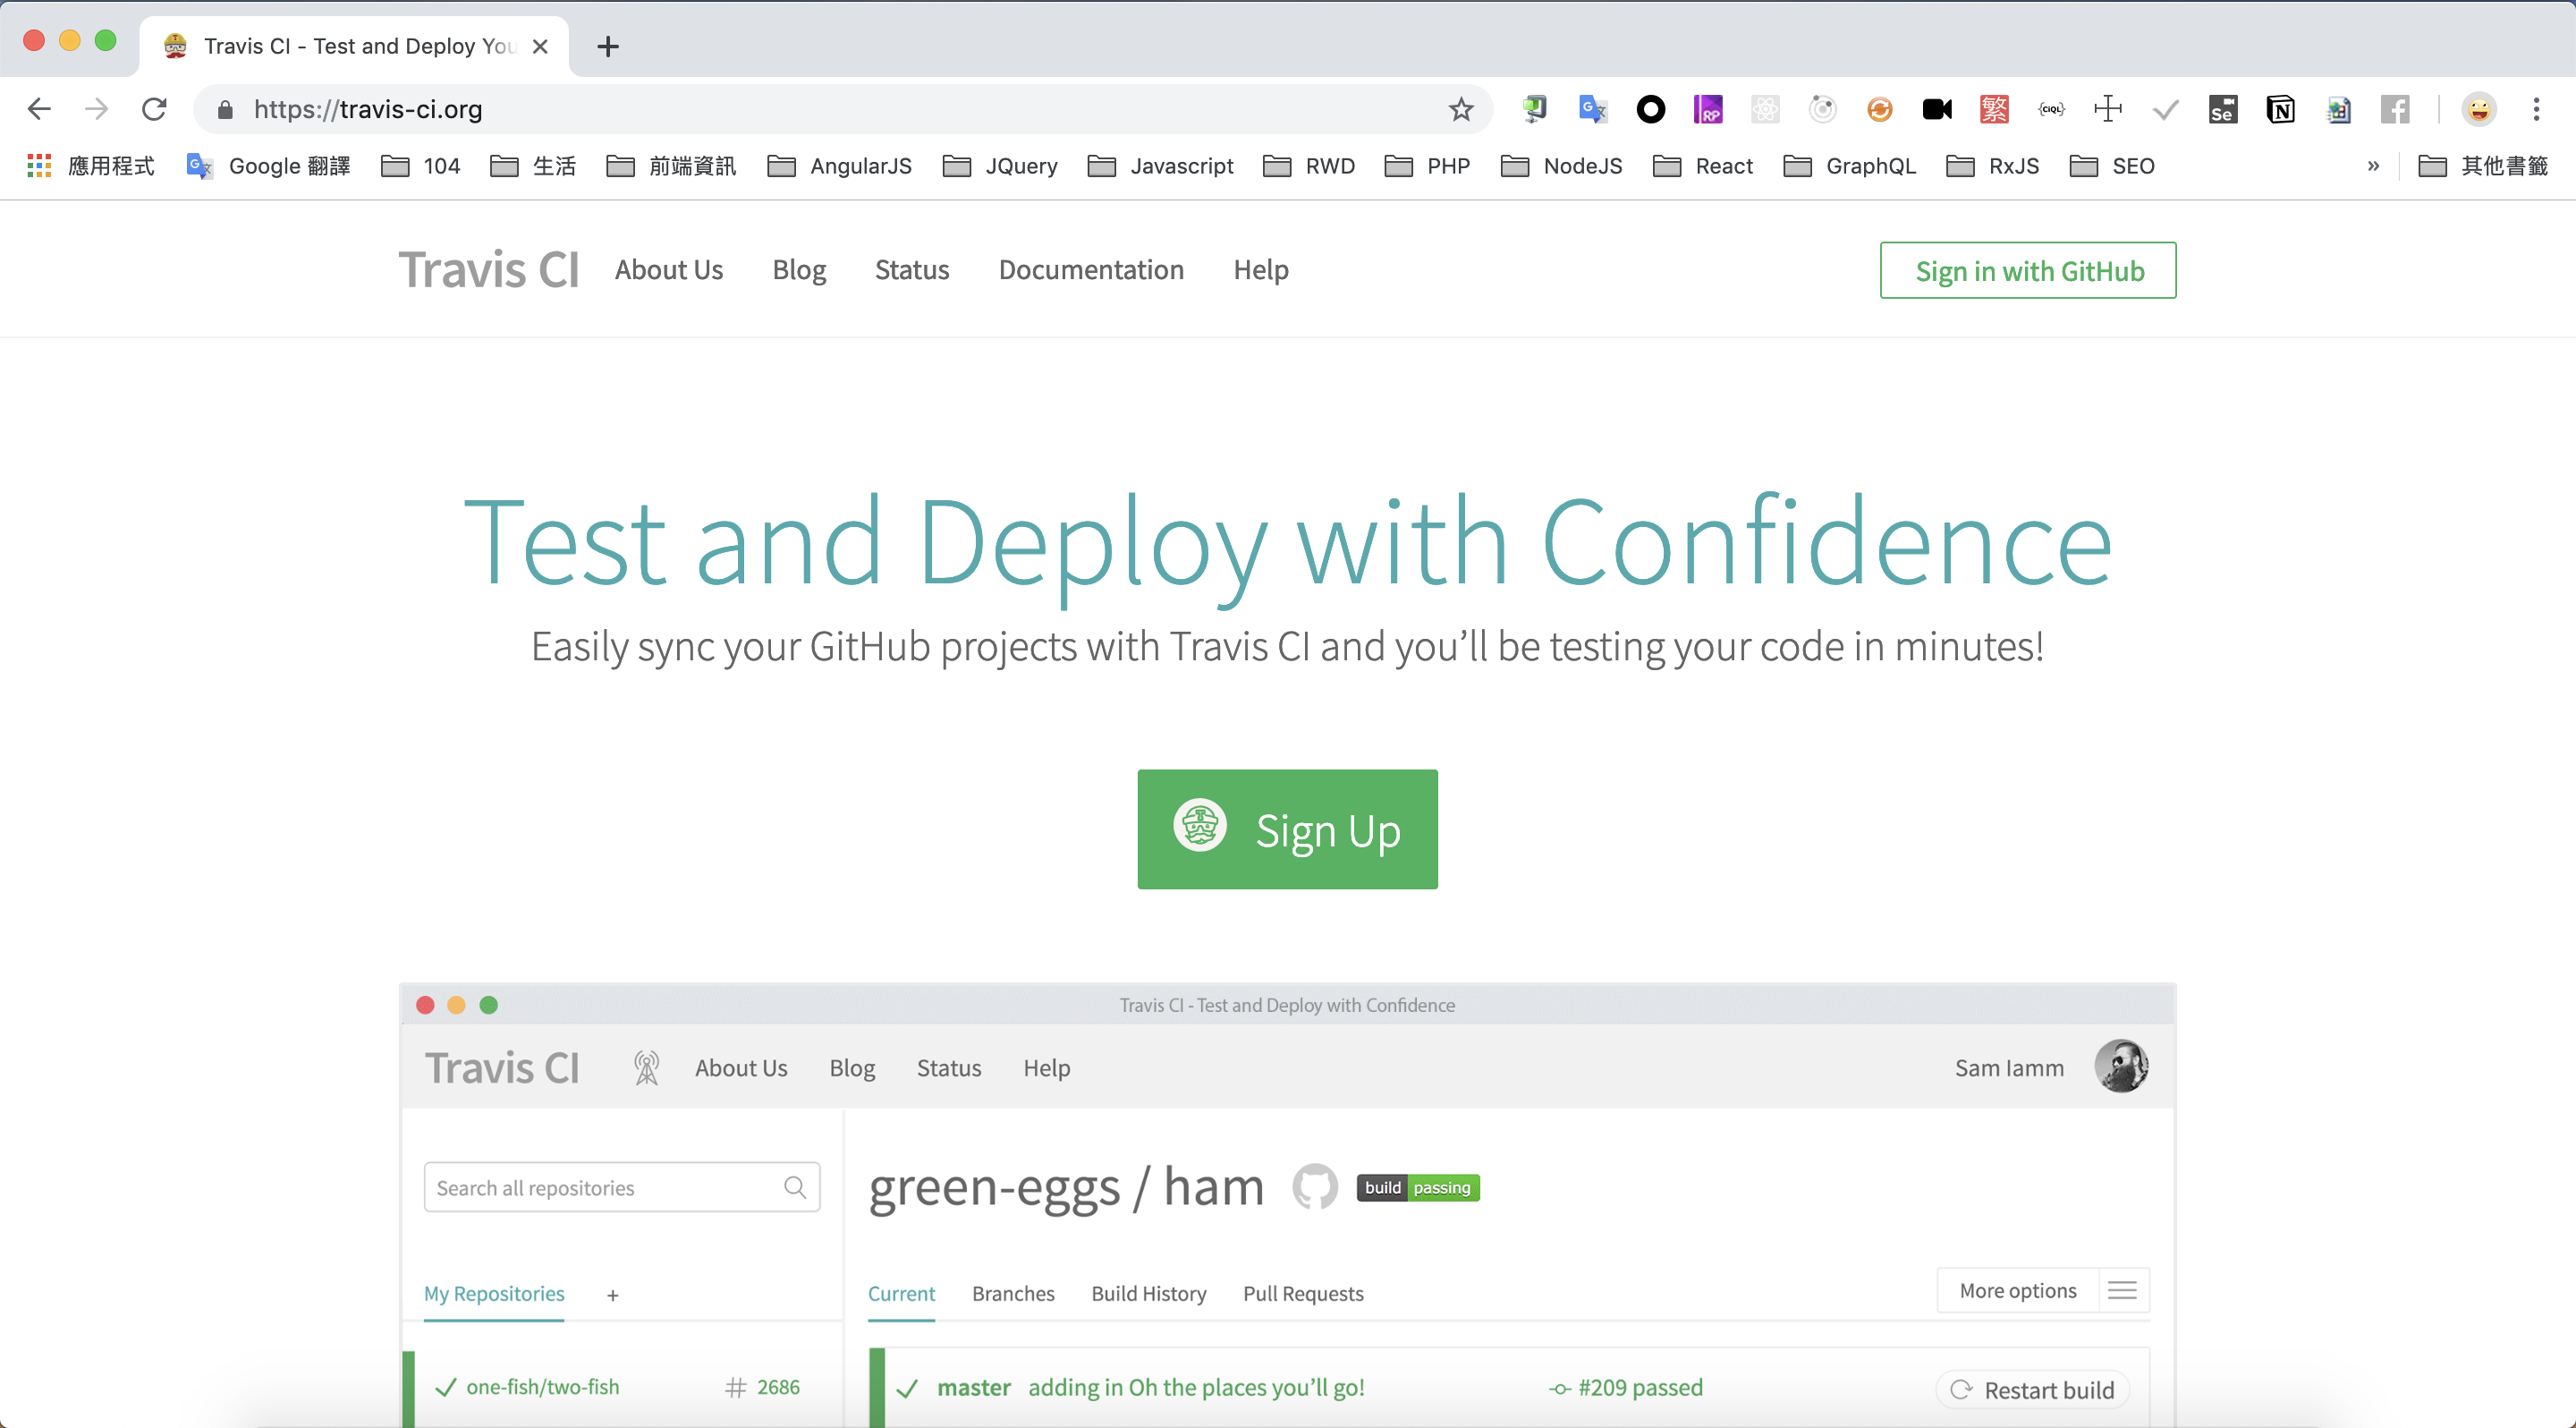 Travis CI - Test and Deploy You
https://travis-ci.org
應用程式 Google 翻譯 104 生活 前端資訊 AngularJS JQuery Javascript RWD PHP NodeJS React GraphQL RxJS SEO » 其他書籤
Travis CI About Us Blog Status Documentation Help Sign in with GitHub
Test and Deploy with Confidence
Easily sync your GitHub projects with Travis CI and you’ll be testing your code in minutes!
Sign Up
Travis CI - Test and Deploy with Confidence
Travis CI About Us Blog Status Help Sam Iamm
Search all repositories
green-eggs / ham build passing
My Repositories +
Current Branches Build History Pull Requests More options
one-fish/two-fish # 2686
master adding in Oh the places you’ll go! #209 passed Restart build